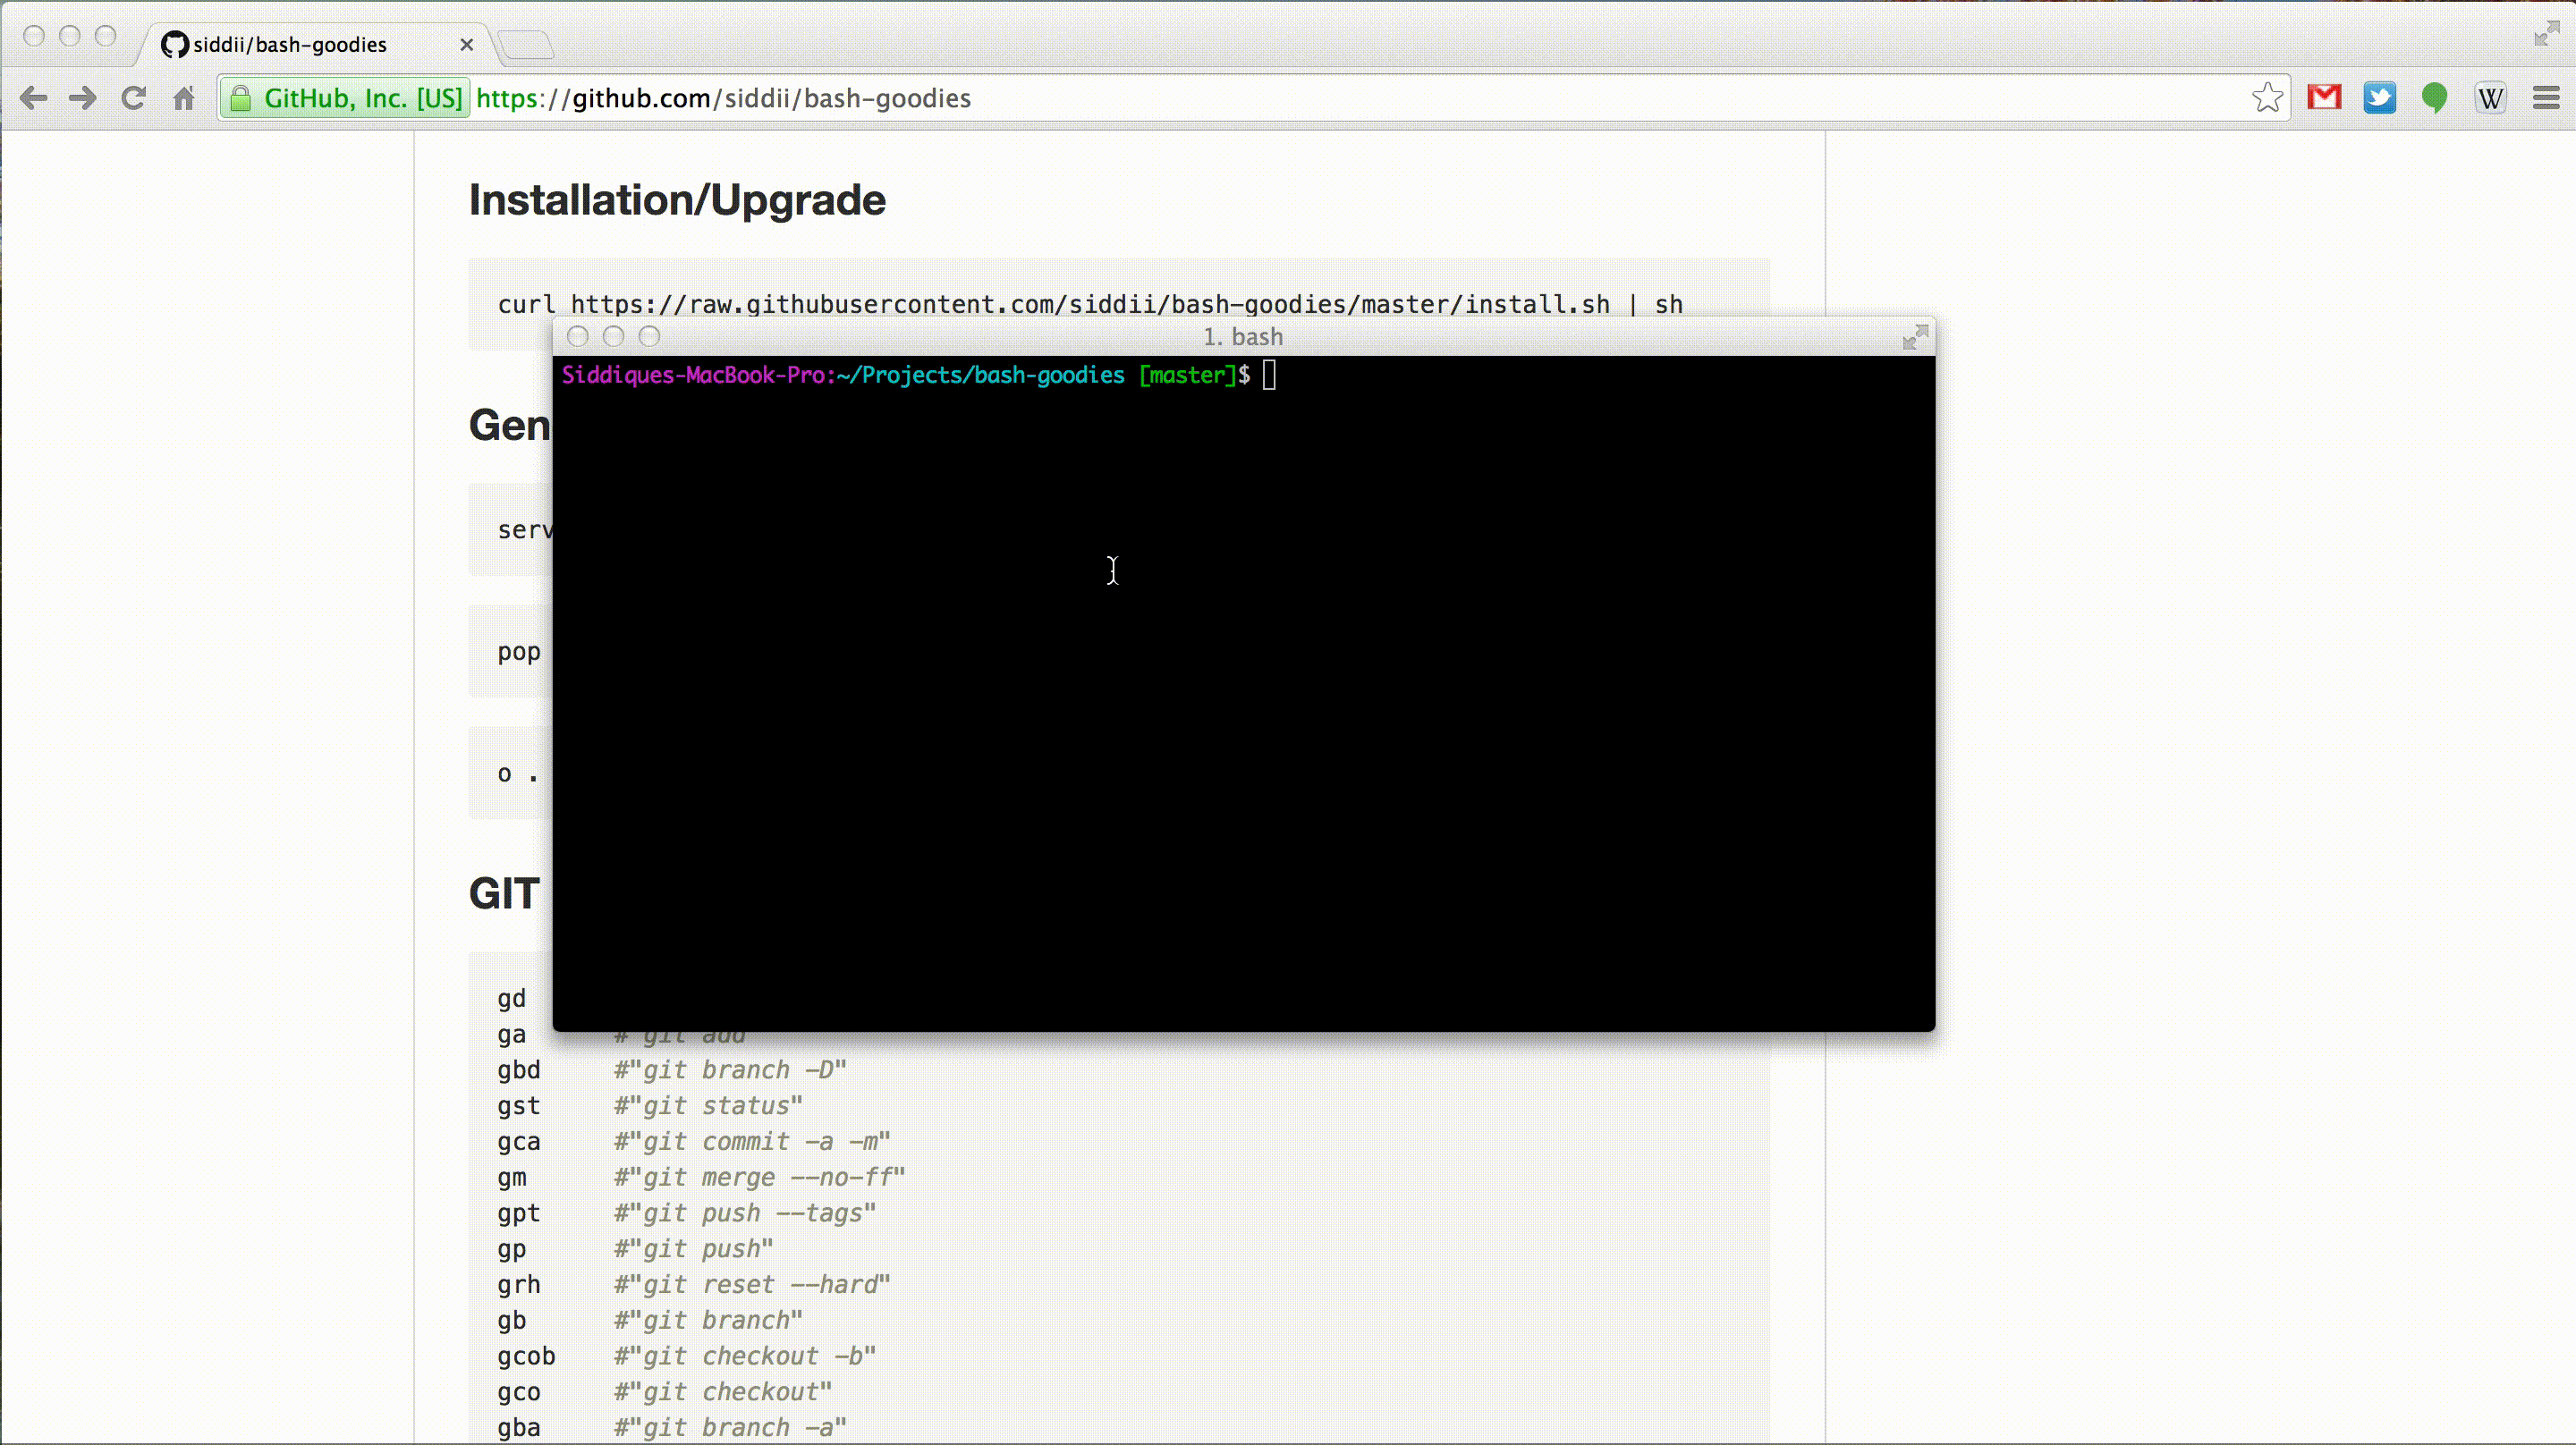 siddii/bash-goodies
GitHub, Inc. [US] https://github.com/siddii/bash-goodies
W
Installation/Upgrade
curl https://raw.githubusercontent.com/siddii/bash-goodies/master/install.sh | sh
1. bash
Siddiques-MacBook-Pro:~/Projects/bash-goodies [master]$
Gen
serv
pop
o .
GIT
gd
ga #"git add"
gbd #"git branch -D"
gst #"git status"
gca #"git commit -a -m"
gm #"git merge --no-ff"
gpt #"git push --tags"
gp #"git push"
grh #"git reset --hard"
gb #"git branch"
gcob #"git checkout -b"
gco #"git checkout"
gba #"git branch -a"